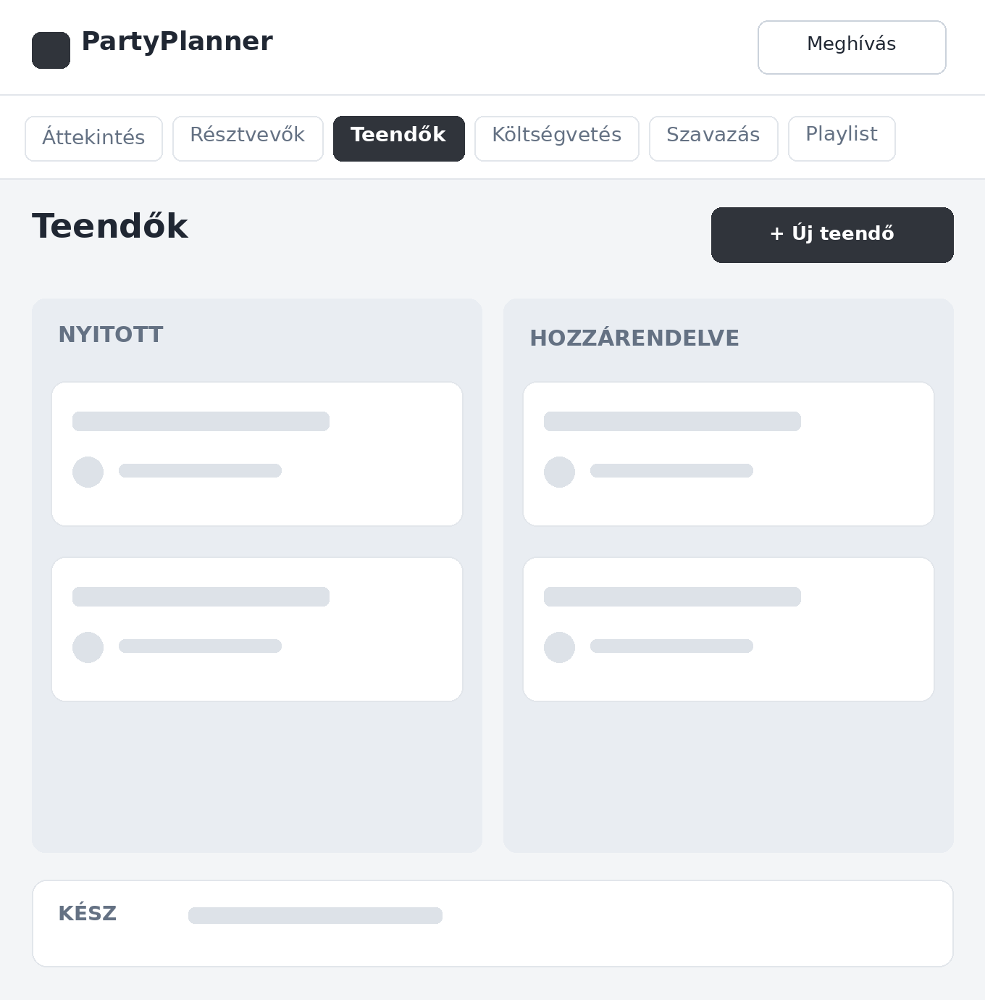 PartyPlanner
Meghívás
Áttekintés
Résztvevők
Teendők
Költségvetés
Szavazás
Playlist
Teendők
+ Új teendő
NYITOTT
HOZZÁRENDELVE
KÉSZ